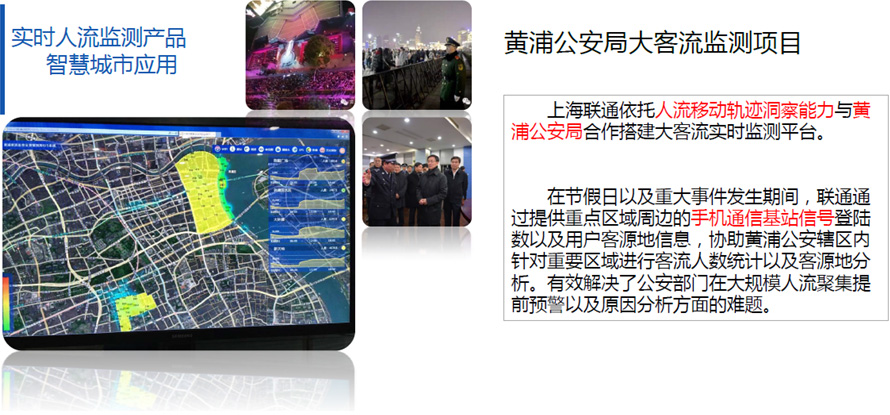 实时人流监测产品
智慧城市应用
黄浦公安局大客流监测项目
上海联通依托人流移动轨迹洞察能力与黄
浦公安局合作搭建大客流实时监测平台。
在节假日以及重大事件发生期间，联通通
过提供重点区域周边的手机通信基站信号登陆
数以及用户客源地信息，协助黄浦公安辖区内
针对重要区域进行客流人数统计以及客源地分
析。有效解决了公安部门在大规模人流聚集提
前预警以及原因分析方面的难题。